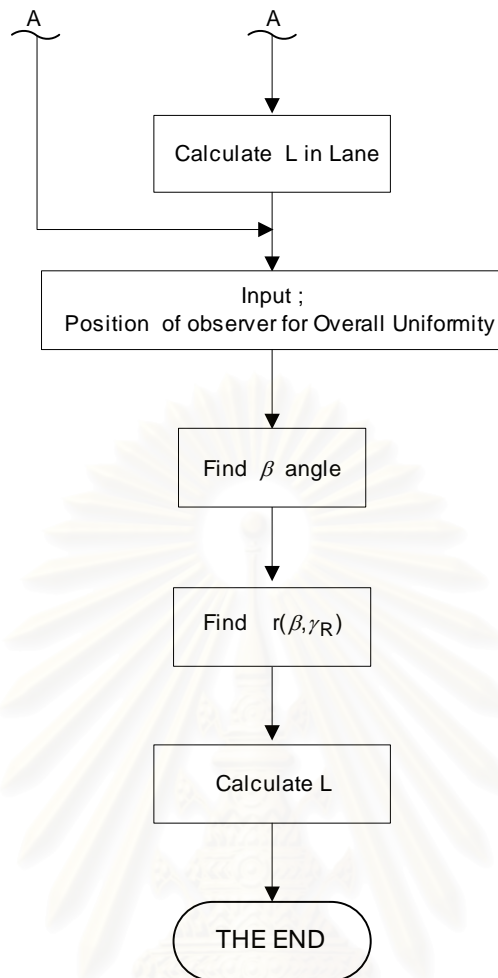 A
A
Calculate L in Lane
Input ;
Position of observer for Overall Uniformity
Find β angle
Find r(β,γR)
Calculate L
THE END